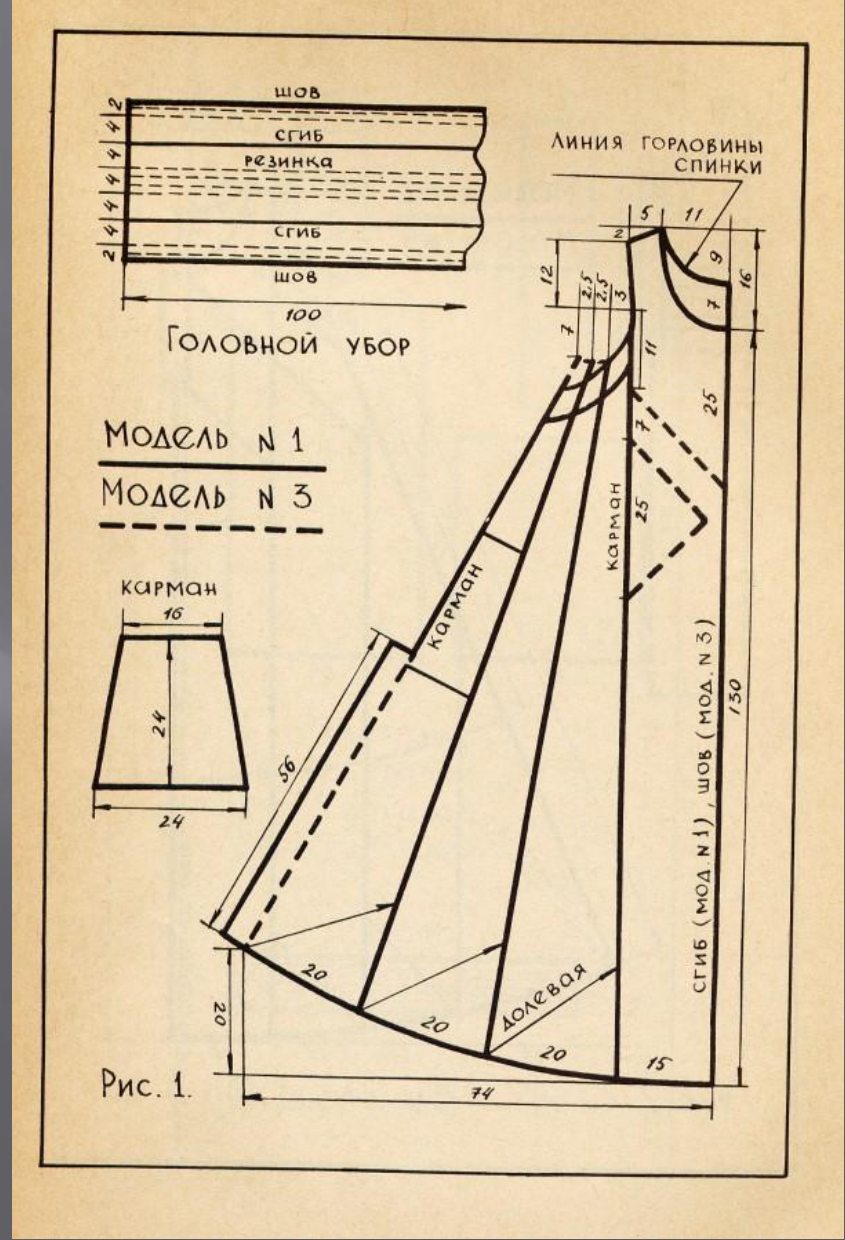 шов
2
4
сгиб
4
резинка
4
4
4
сгиб
2
шов
100
Головной убор
Модель N 1
Модель N 3
карман
16
24
24
Линия горловины
спинки
5
11
2
9
16
12
7
2,5
2,5
3
7
11
25
7
25
карман
карман
сгиб (мод. N 1), шов (мод. N 3)
130
56
20
20
20
долевая
20
15
74
Рис. 1.